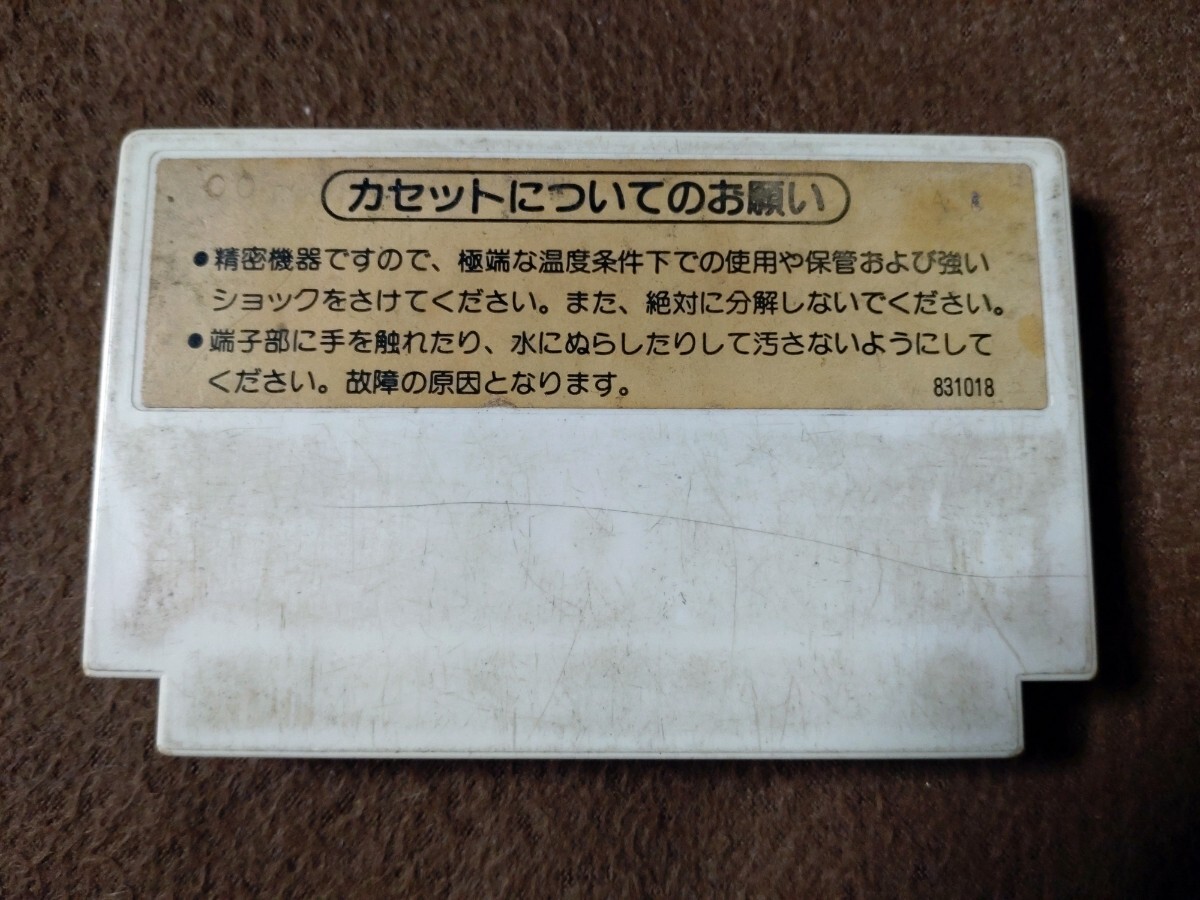 カセットについてのお願い
●精密機器ですので、極端な温度条件下での使用や保管および強い
ショックをさけてください。また、絶対に分解しないでください。
●端子部に手を触れたり、水にぬらしたりして汚さないようにして
ください。故障の原因となります。
831018